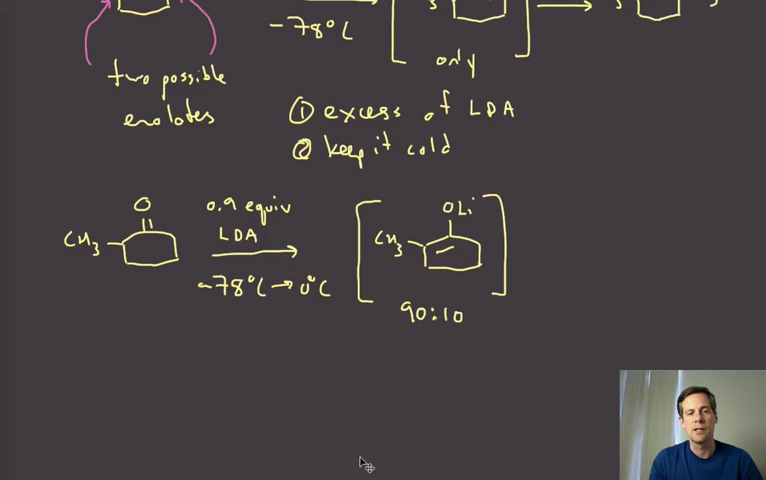 -78°C
only
two possible
enolates
① excess of LDA
② keep it cold
O
CH3
0.9 equiv
LDA
-78°C → 0°C
OLi
CH3
90:10